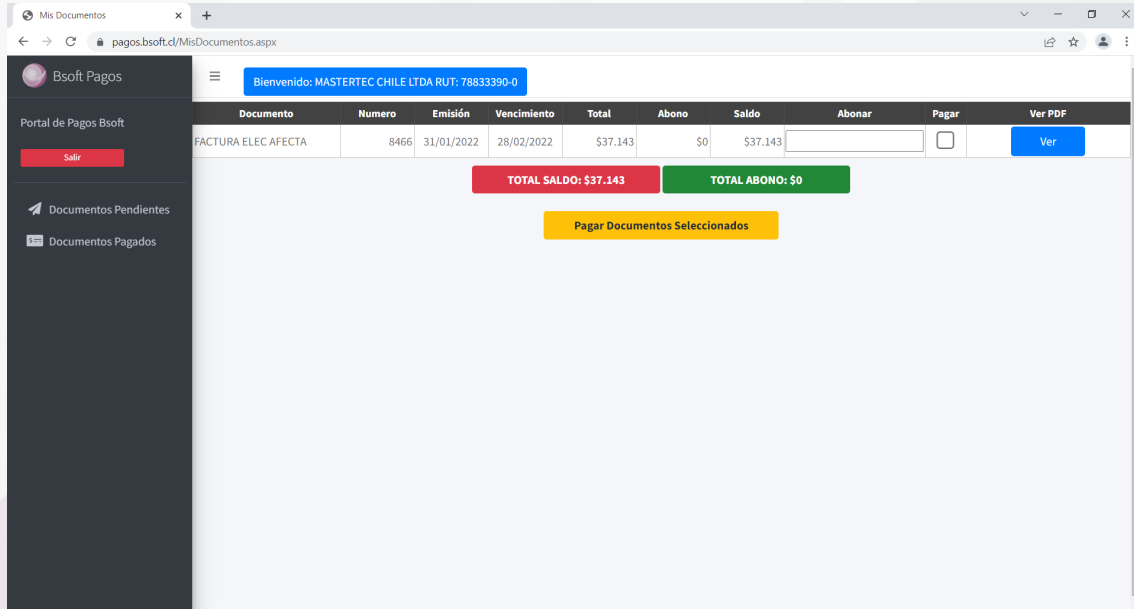 Mis Documentos
pagos.bsoft.cl/MisDocumentos.aspx
Bsoft Pagos
Bienvenido: MASTERTEC CHILE LTDA RUT: 78833390-0
Portal de Pagos Bsoft
Salir
Documentos Pendientes
Documentos Pagados
Documento Numero Emisión Vencimiento Total Abono Saldo Abonar Pagar Ver PDF
FACTURA ELEC AFECTA 8466 31/01/2022 28/02/2022 $37.143 $0 $37.143 Ver
TOTAL SALDO: $37.143 TOTAL ABONO: $0
Pagar Documentos Seleccionados